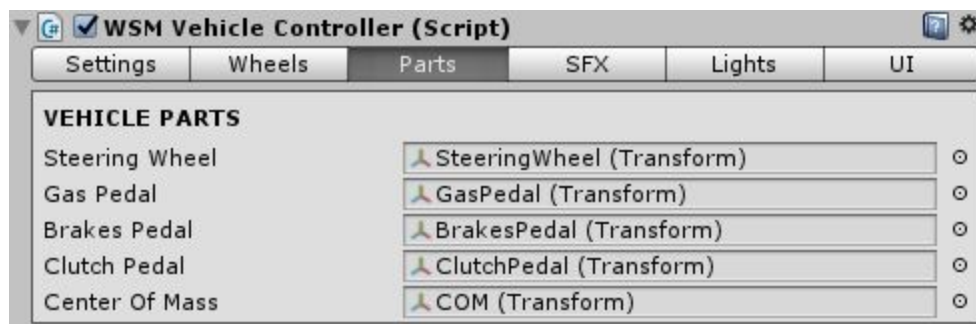 WSM Vehicle Controller (Script)
Settings Wheels Parts SFX Lights UI
VEHICLE PARTS
Steering Wheel SteeringWheel (Transform)
Gas Pedal GasPedal (Transform)
Brakes Pedal BrakesPedal (Transform)
Clutch Pedal ClutchPedal (Transform)
Center Of Mass COM (Transform)